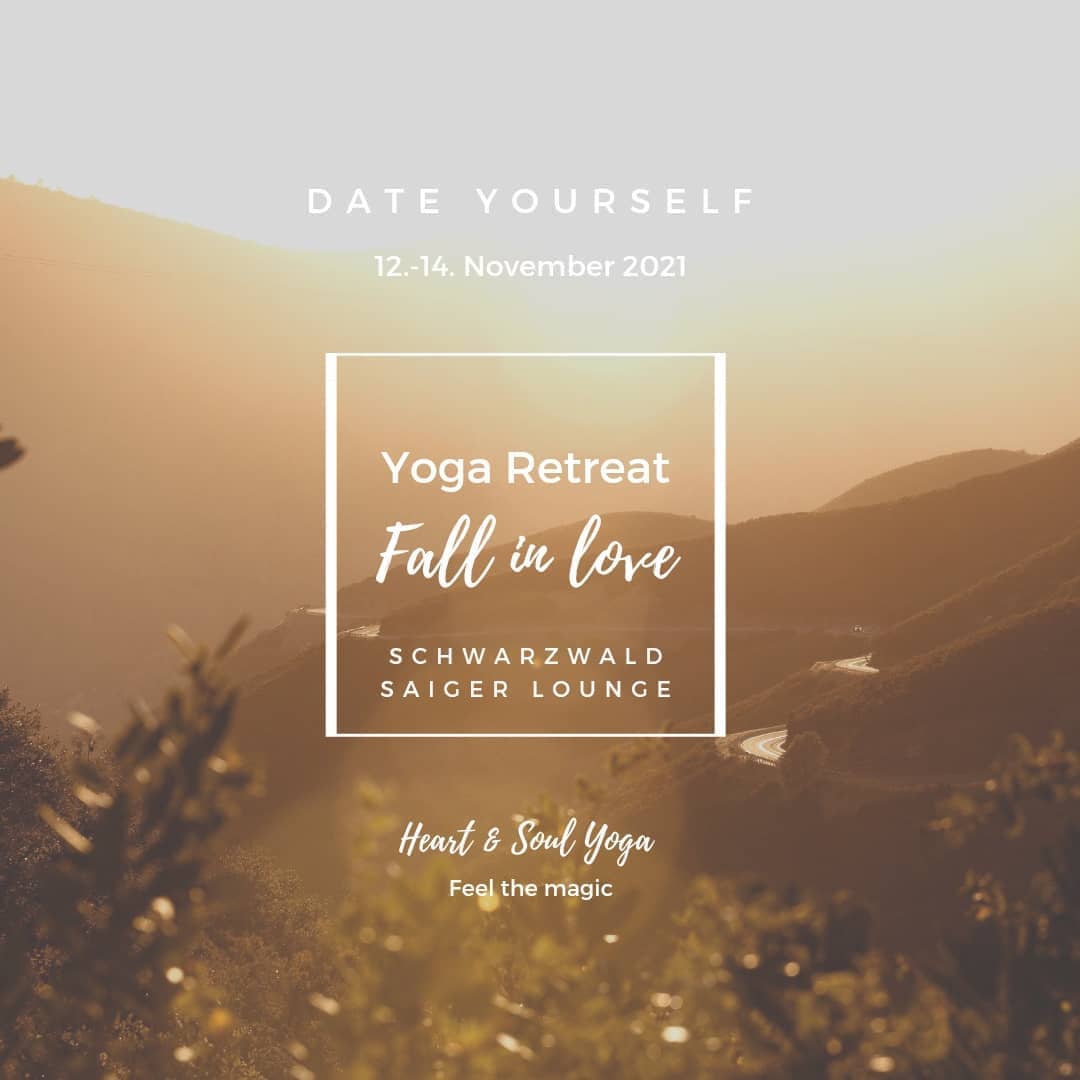 DATE YOURSELF
12.-14. November 2021
Yoga Retreat
Fall in love
SCHWARZWALD
SAIGER LOUNGE
Heart & Soul Yoga
Feel the magic